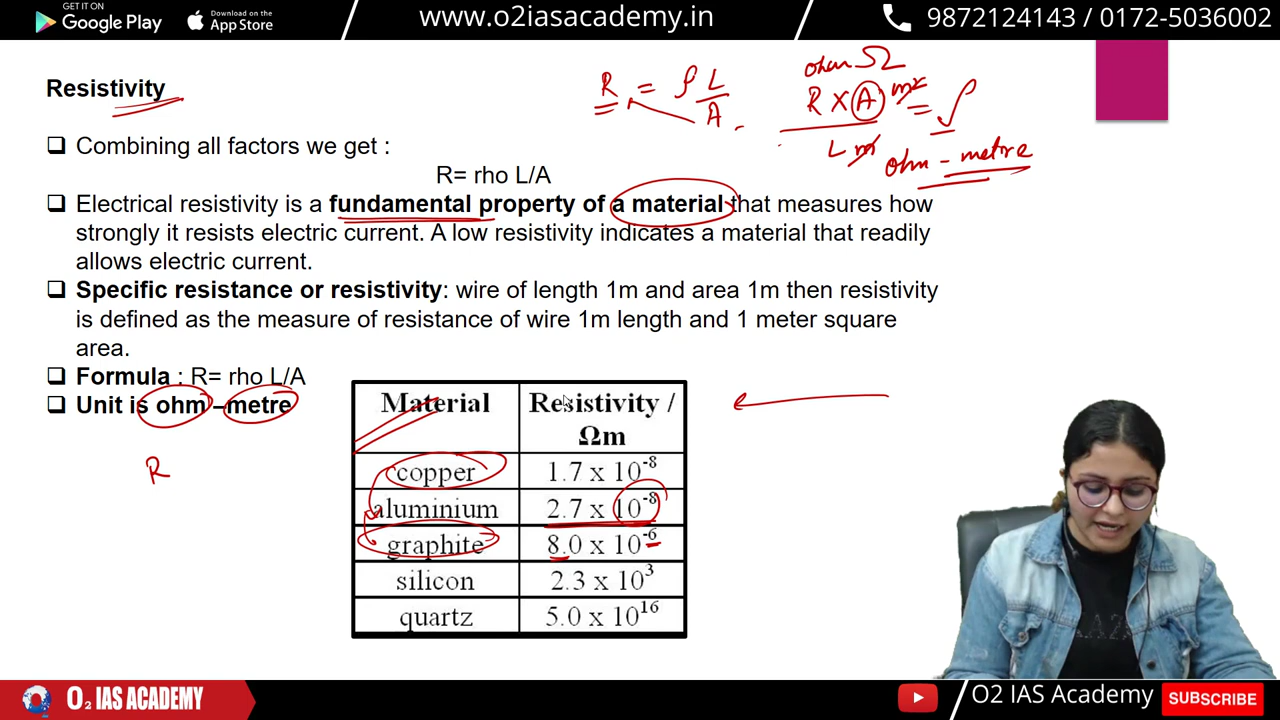 GET IT ON
Google Play
Download on the
App Store
www.o2iasacademy.in
9872124143 / 0172-5036002
Resistivity
R = ρ L/A
ohm Ω
R × A m² = ρ
L m
ohm - metre
❑ Combining all factors we get :
R= rho L/A
❑ Electrical resistivity is a fundamental property of a material that measures how
strongly it resists electric current. A low resistivity indicates a material that readily
allows electric current.
❑ Specific resistance or resistivity: wire of length 1m and area 1m then resistivity
is defined as the measure of resistance of wire 1m length and 1 meter square
area.
❑ Formula : R= rho L/A
❑ Unit is ohm –metre
R
Material Resistivity /
Ωm
copper 1.7 x 10⁻⁸
aluminium 2.7 x 10⁻⁸
graphite 8.0 x 10⁻⁶
silicon 2.3 x 10³
quartz 5.0 x 10¹⁶
O₂ IAS ACADEMY
O2 IAS Academy
SUBSCRIBE